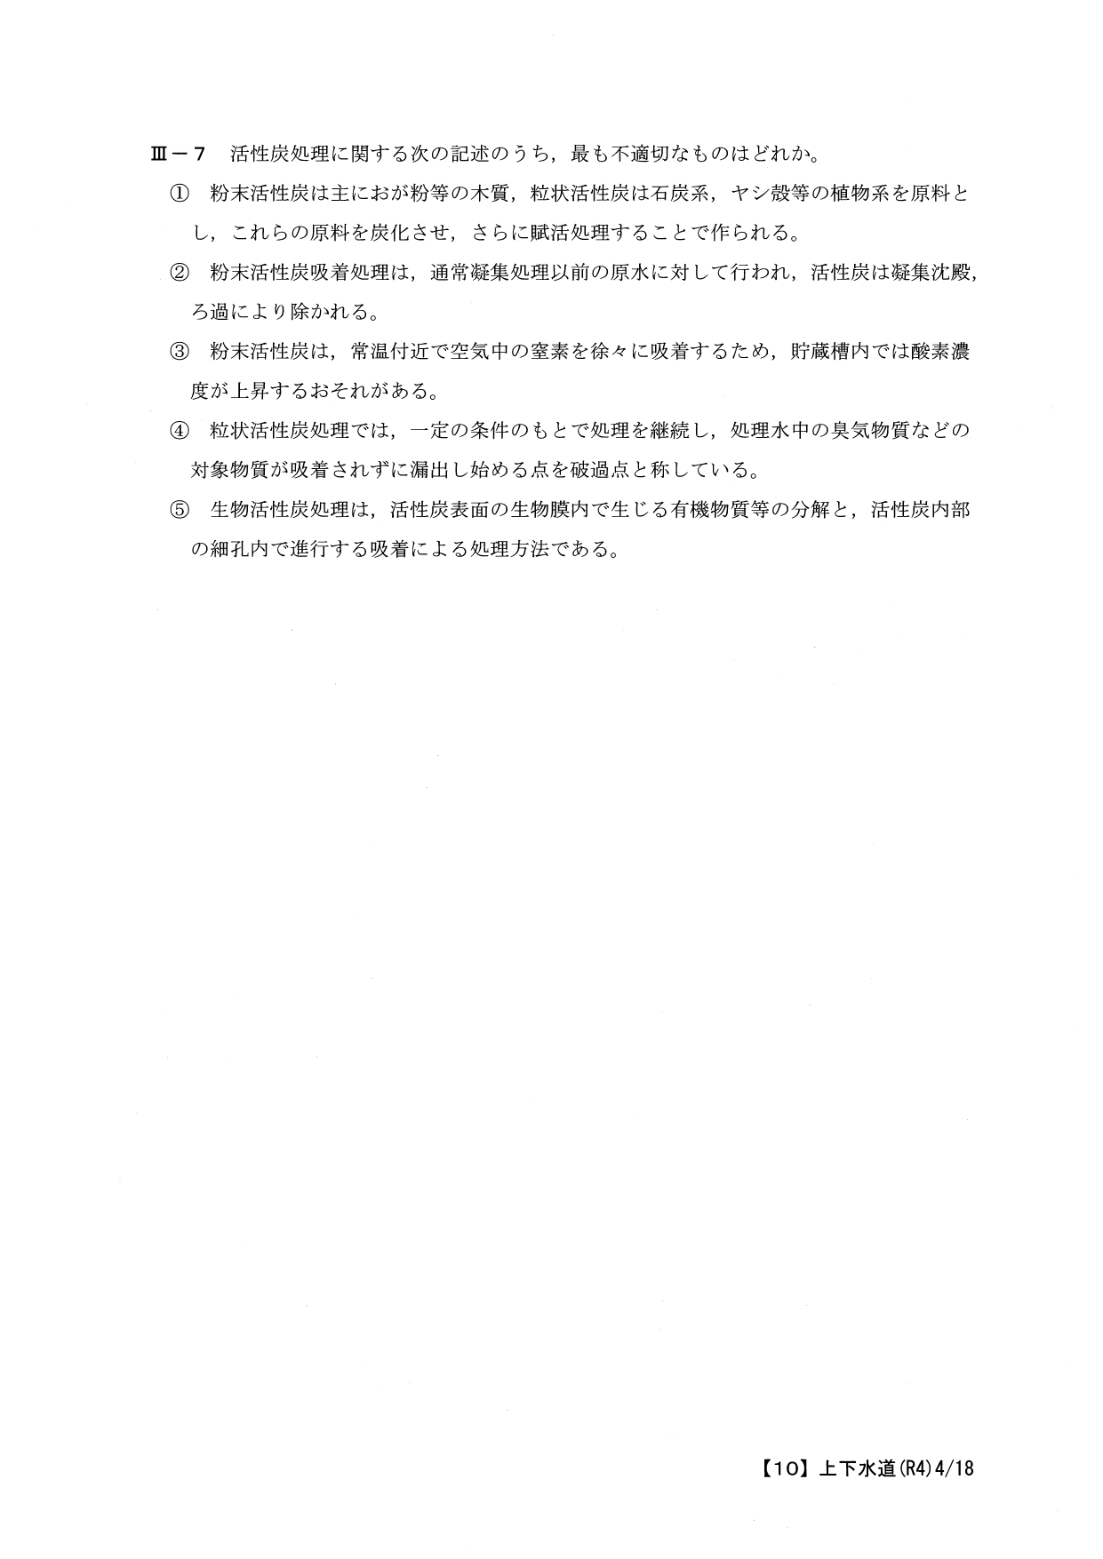 Ⅲ－7　活性炭処理に関する次の記述のうち，最も不適切なものはどれか。
①　粉末活性炭は主におが粉等の木質，粒状活性炭は石炭系，ヤシ殻等の植物系を原料と
し，これらの原料を炭化させ，さらに賦活処理することで作られる。
②　粉末活性炭吸着処理は，通常凝集処理以前の原水に対して行われ，活性炭は凝集沈殿，
ろ過により除かれる。
③　粉末活性炭は，常温付近で空気中の窒素を徐々に吸着するため，貯蔵槽内では酸素濃
度が上昇するおそれがある。
④　粒状活性炭処理では，一定の条件のもとで処理を継続し，処理水中の臭気物質などの
対象物質が吸着されずに漏出し始める点を破過点と称している。
⑤　生物活性炭処理は，活性炭表面の生物膜内で生じる有機物質等の分解と，活性炭内部
の細孔内で進行する吸着による処理方法である。
【10】上下水道(R4)4/18